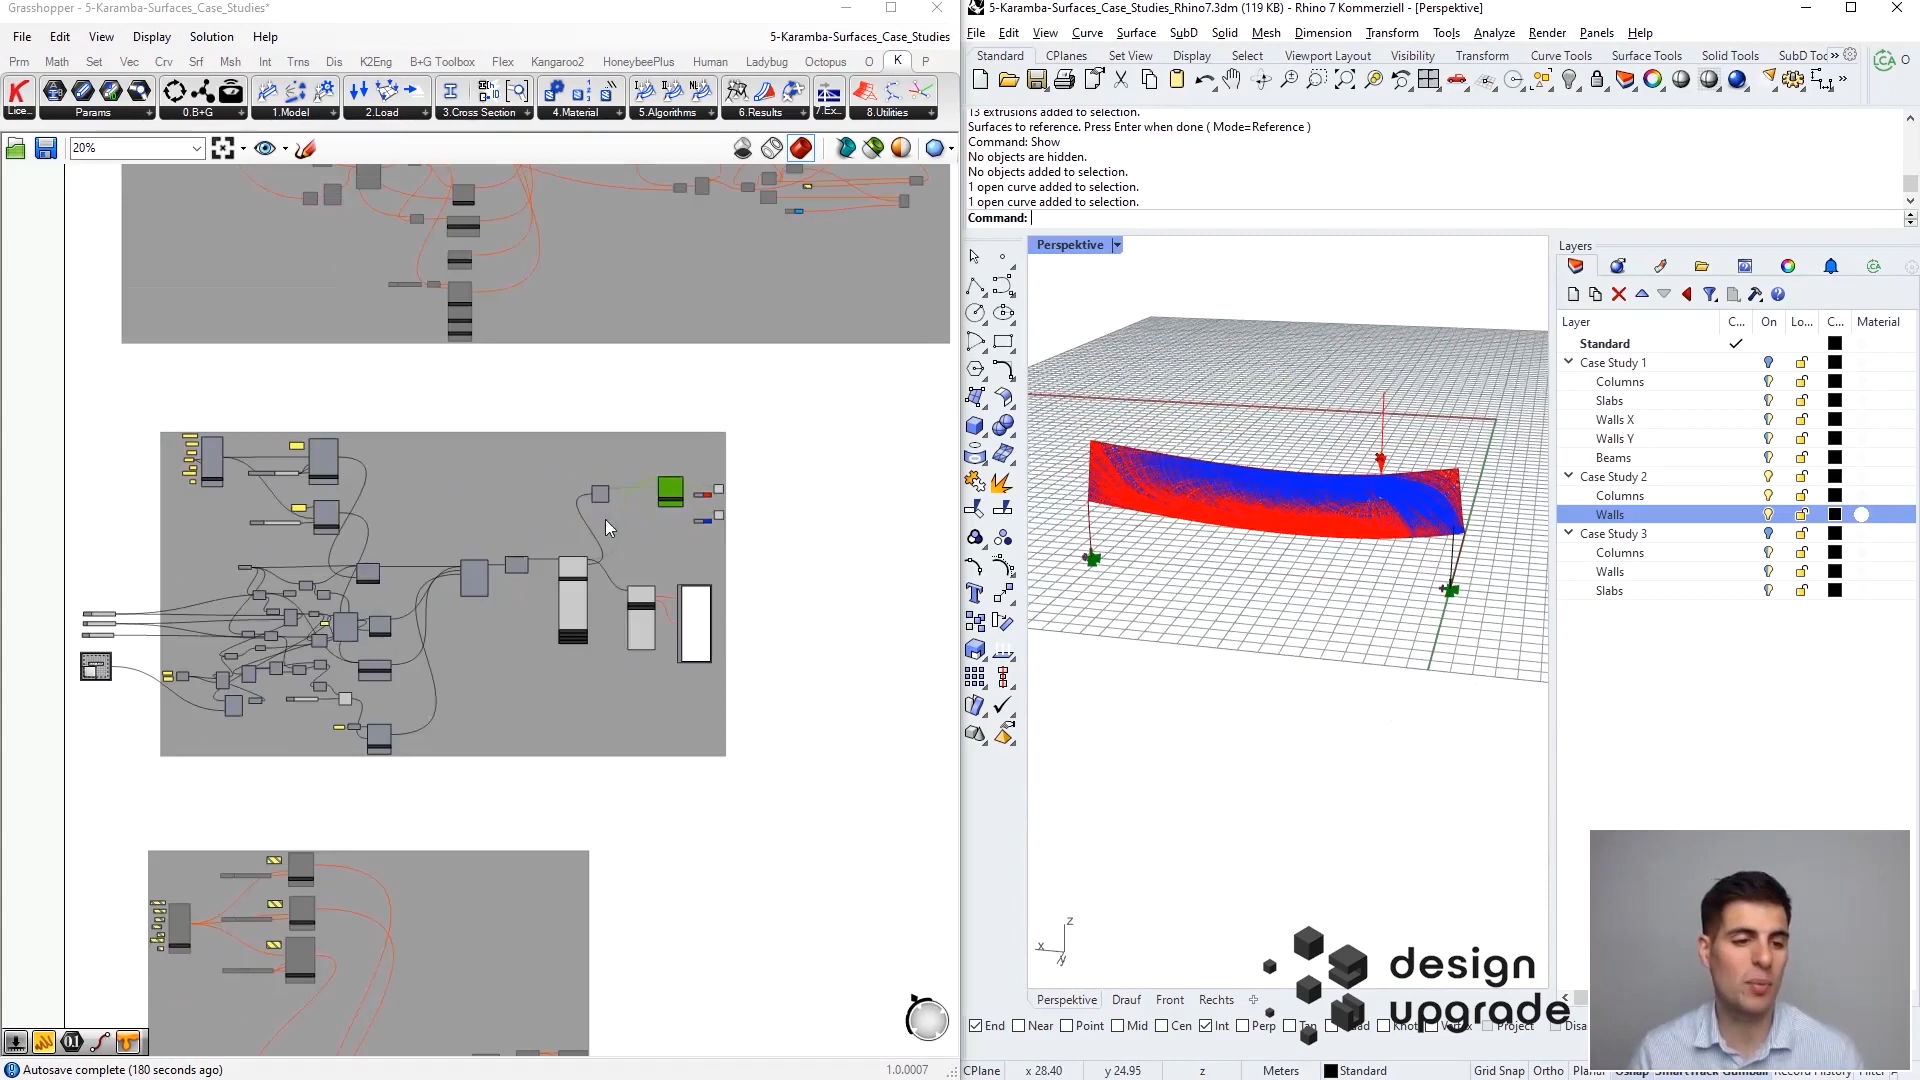 Grasshopper - 5-Karamba-Surfaces_Case_Studies*
File Edit View Display Solution Help
5-Karamba-Surfaces_Case_Studies
Prm Math Set Vec Crv Srf Msh Int Trns Dis K2Eng B+G Toolbox Flex Kangaroo2 HoneybeePlus Human Ladybug Octopus O K P
Lice... Params 0.B+G 1.Model 2.Load 3.Cross Section 4.Material 5.Algorithms 6.Results 7.Ex... 8.Utilities
20%
Autosave complete (180 seconds ago)
1.0.0007
5-Karamba-Surfaces_Case_Studies_Rhino7.3dm (119 KB) - Rhino 7 Kommerziell - [Perspektive]
File Edit View Curve Surface SubD Solid Mesh Dimension Transform Tools Analyze Render Panels Help
Standard CPlanes Set View Display Select Viewport Layout Visibility Transform Curve Tools Surface Tools Solid Tools SubD Toc
13 extrusions added to selection.
Surfaces to reference. Press Enter when done ( Mode=Reference )
Command: Show
No objects are hidden.
No objects added to selection.
1 open curve added to selection.
1 open curve added to selection.
Command:
Perspektive
z
x
y
Layers
Layer C... On Lo... C... Material
Standard
Case Study 1
Columns
Slabs
Walls X
Walls Y
Beams
Case Study 2
Columns
Walls
Case Study 3
Columns
Walls
Slabs
design
upgrade
Perspektive Drauf Front Rechts
End Near Point Mid Cen Int Perp Project Disa
CPlane x 28.40 y 24.95 z Meters Standard Grid Snap Ortho